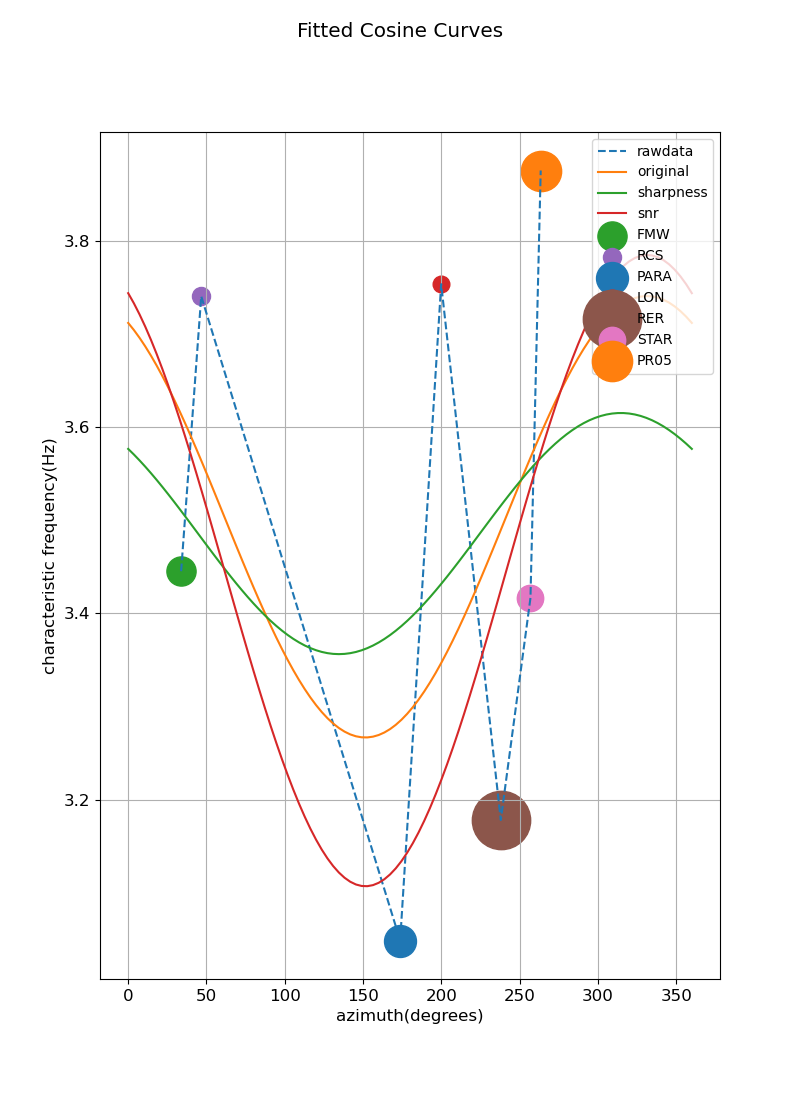 Fitted Cosine Curves
rawdata
original
sharpness
snr
FMW
RCS
PARA
LON
RER
STAR
PR05
characteristic frequency(Hz)
3.8
3.6
3.4
3.2
0 50 100 150 200 250 300 350
azimuth(degrees)